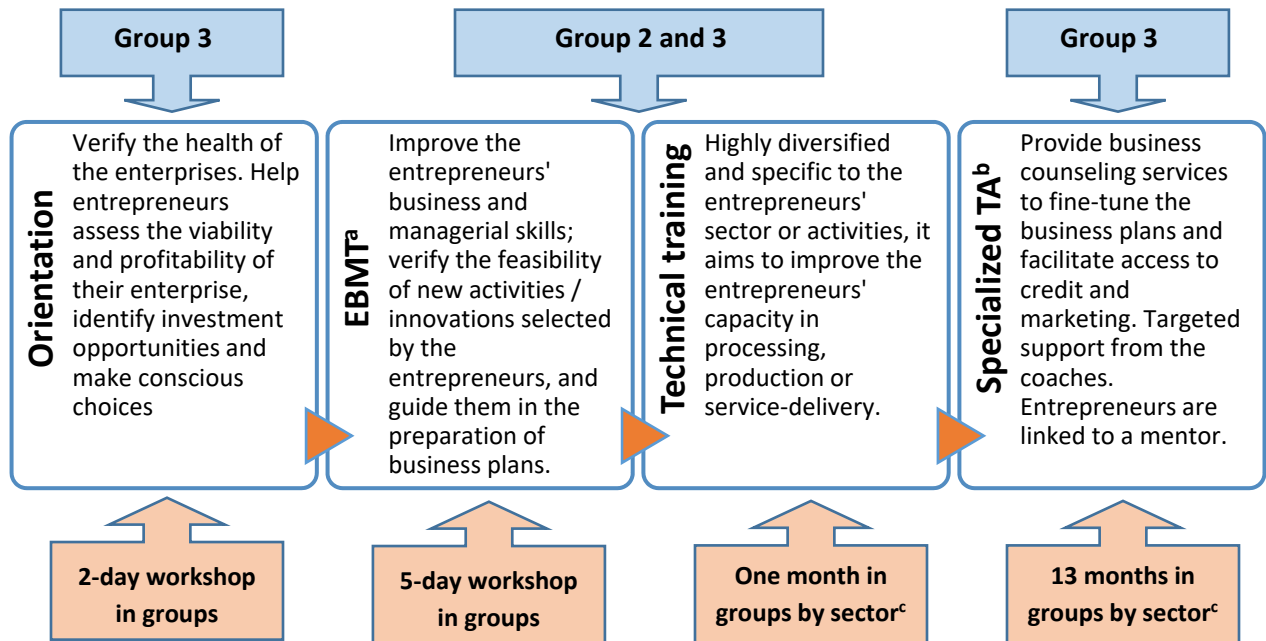 Group 3
Group 2 and 3
Group 3
Orientation
Verify the health of
the enterprises. Help
entrepreneurs
assess the viability
and profitability of
their enterprise,
identify investment
opportunities and
make conscious
choices
EBMTᵃ
Improve the
entrepreneurs'
business and
managerial skills;
verify the feasibility
of new activities /
innovations selected
by the
entrepreneurs, and
guide them in the
preparation of
business plans.
Technical training
Highly diversified
and specific to the
entrepreneurs'
sector or activities, it
aims to improve the
entrepreneurs'
capacity in
processing,
production or
service-delivery.
Specialized TAᵇ
Provide business
counseling services
to fine-tune the
business plans and
facilitate access to
credit and
marketing. Targeted
support from the
coaches.
Entrepreneurs are
linked to a mentor.
2-day workshop
in groups
5-day workshop
in groups
One month in
groups by sectorᶜ
13 months in
groups by sectorᶜ